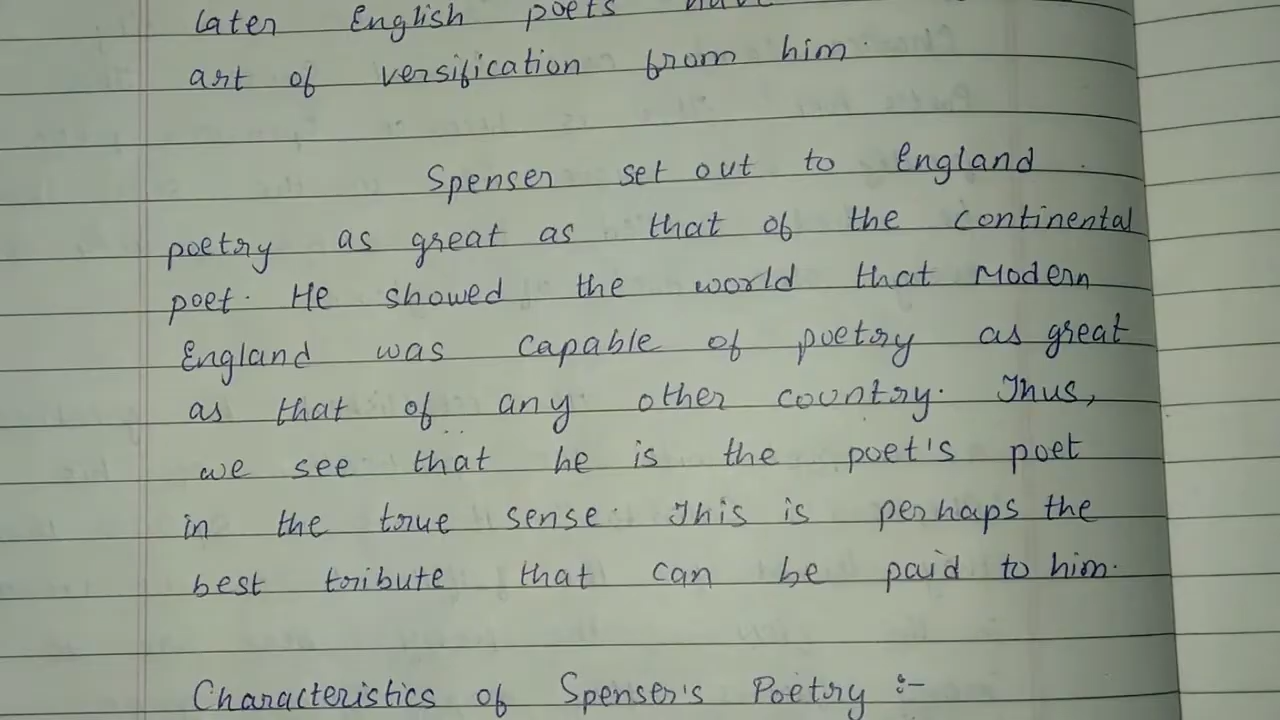 later English poets
art of versification from him.
Spenser set out to England
poetry as great as that of the continental
poet. He showed the world that Modern
England was capable of poetry as great
as that of any other country. Thus,
we see that he is the poet's poet
in the true sense. This is perhaps the
best tribute that can be paid to him.
Characteristics of Spenser's Poetry :-